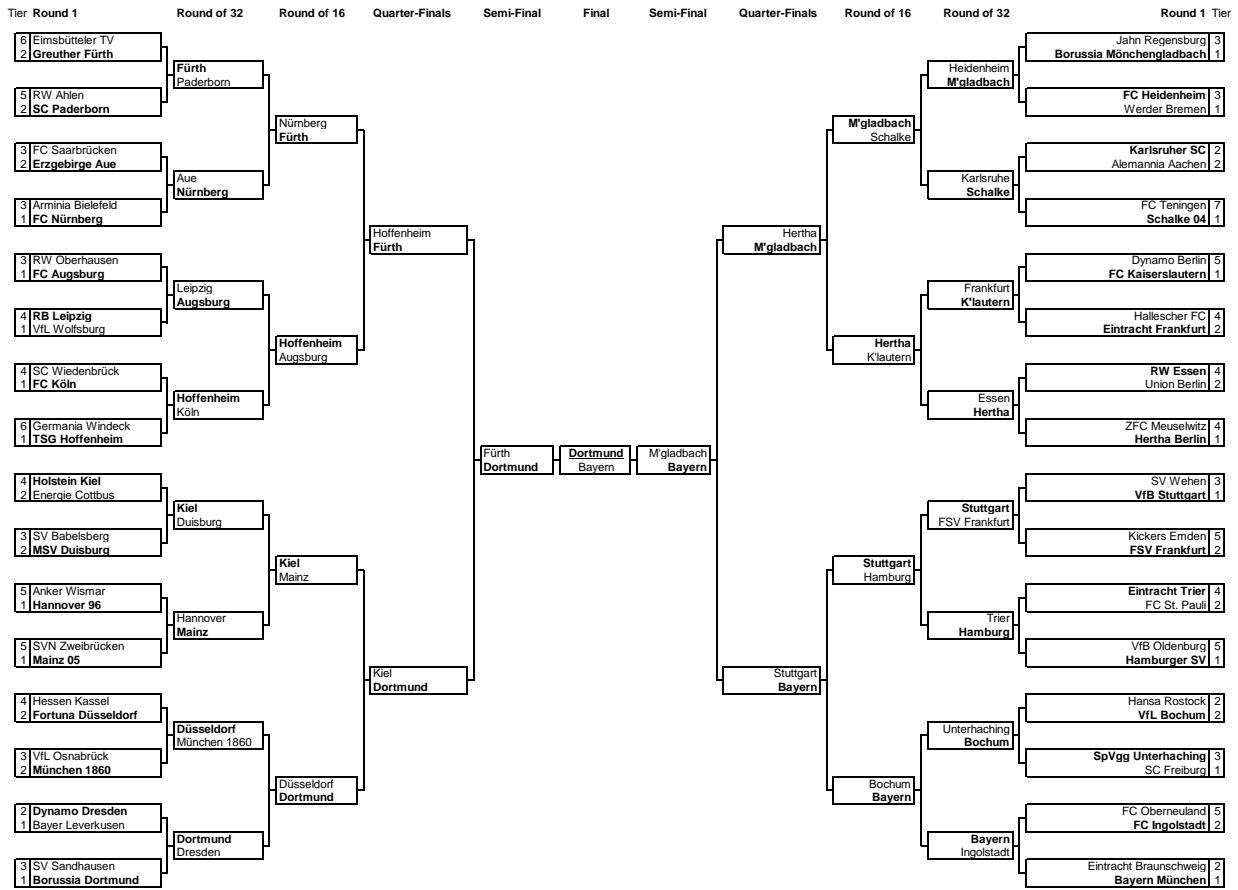 Tier Round 1 Round of 32 Round of 16 Quarter-Finals Semi-Final Final Semi-Final Quarter-Finals Round of 16 Round of 32 Round 1 Tier
6 Eimsbütteler TV
2 Greuther Fürth
5 RW Ahlen
2 SC Paderborn
3 FC Saarbrücken
2 Erzgebirge Aue
3 Arminia Bielefeld
1 FC Nürnberg
3 RW Oberhausen
1 FC Augsburg
4 RB Leipzig
1 VfL Wolfsburg
4 SC Wiedenbrück
1 FC Köln
6 Germania Windeck
1 TSG Hoffenheim
4 Holstein Kiel
2 Energie Cottbus
3 SV Babelsberg
2 MSV Duisburg
5 Anker Wismar
1 Hannover 96
5 SVN Zweibrücken
1 Mainz 05
4 Hessen Kassel
2 Fortuna Düsseldorf
3 VfL Osnabrück
2 München 1860
2 Dynamo Dresden
1 Bayer Leverkusen
3 SV Sandhausen
1 Borussia Dortmund
Fürth
Paderborn
Aue
Nürnberg
Leipzig
Augsburg
Hoffenheim
Köln
Kiel
Duisburg
Hannover
Mainz
Düsseldorf
München 1860
Dortmund
Dresden
Nürnberg
Fürth
Hoffenheim
Augsburg
Kiel
Mainz
Düsseldorf
Dortmund
Hoffenheim
Fürth
Kiel
Dortmund
Fürth
Dortmund
Dortmund
Bayern
M'gladbach
Bayern
Hertha
M'gladbach
Stuttgart
Bayern
M'gladbach
Schalke
Hertha
K'lautern
Stuttgart
Hamburg
Bochum
Bayern
Heidenheim
M'gladbach
Karlsruhe
Schalke
Frankfurt
K'lautern
Essen
Hertha
Stuttgart
FSV Frankfurt
Trier
Hamburg
Unterhaching
Bochum
Bayern
Ingolstadt
Jahn Regensburg 3
Borussia Mönchengladbach 1
FC Heidenheim 3
Werder Bremen 1
Karlsruher SC 2
Alemannia Aachen 2
FC Teningen 7
Schalke 04 1
Dynamo Berlin 5
FC Kaiserslautern 1
Hallescher FC 4
Eintracht Frankfurt 2
RW Essen 4
Union Berlin 2
ZFC Meuselwitz 4
Hertha Berlin 1
SV Wehen 3
VfB Stuttgart 1
Kickers Emden 5
FSV Frankfurt 2
Eintracht Trier 4
FC St. Pauli 2
VfB Oldenburg 5
Hamburger SV 1
Hansa Rostock 2
VfL Bochum 2
SpVgg Unterhaching 3
SC Freiburg 1
FC Oberneuland 5
FC Ingolstadt 2
Eintracht Braunschweig 2
Bayern München 1